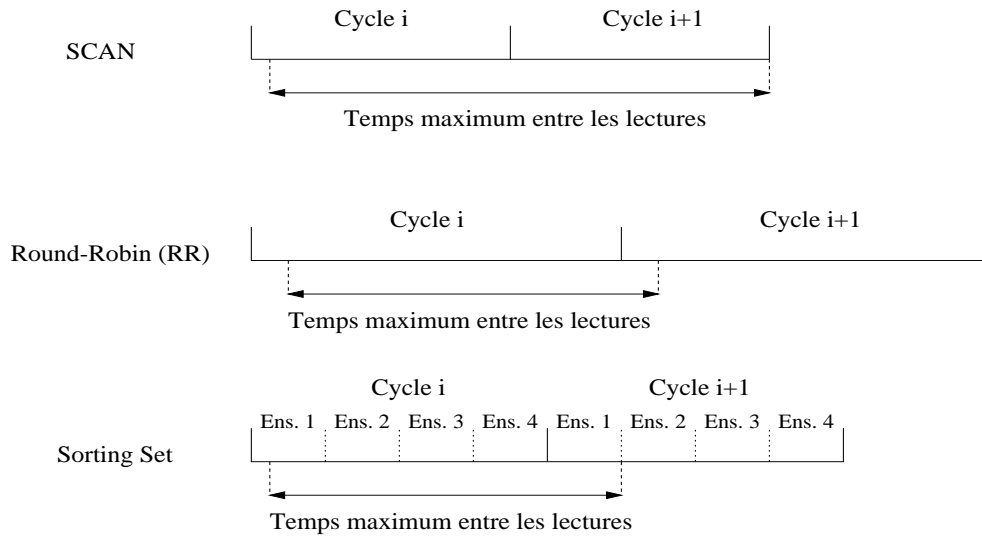 Cycle i Cycle i+1
SCAN
Temps maximum entre les lectures
Cycle i Cycle i+1
Round-Robin (RR)
Temps maximum entre les lectures
Cycle i Cycle i+1
Ens. 1 Ens. 2 Ens. 3 Ens. 4 Ens. 1 Ens. 2 Ens. 3 Ens. 4
Sorting Set
Temps maximum entre les lectures